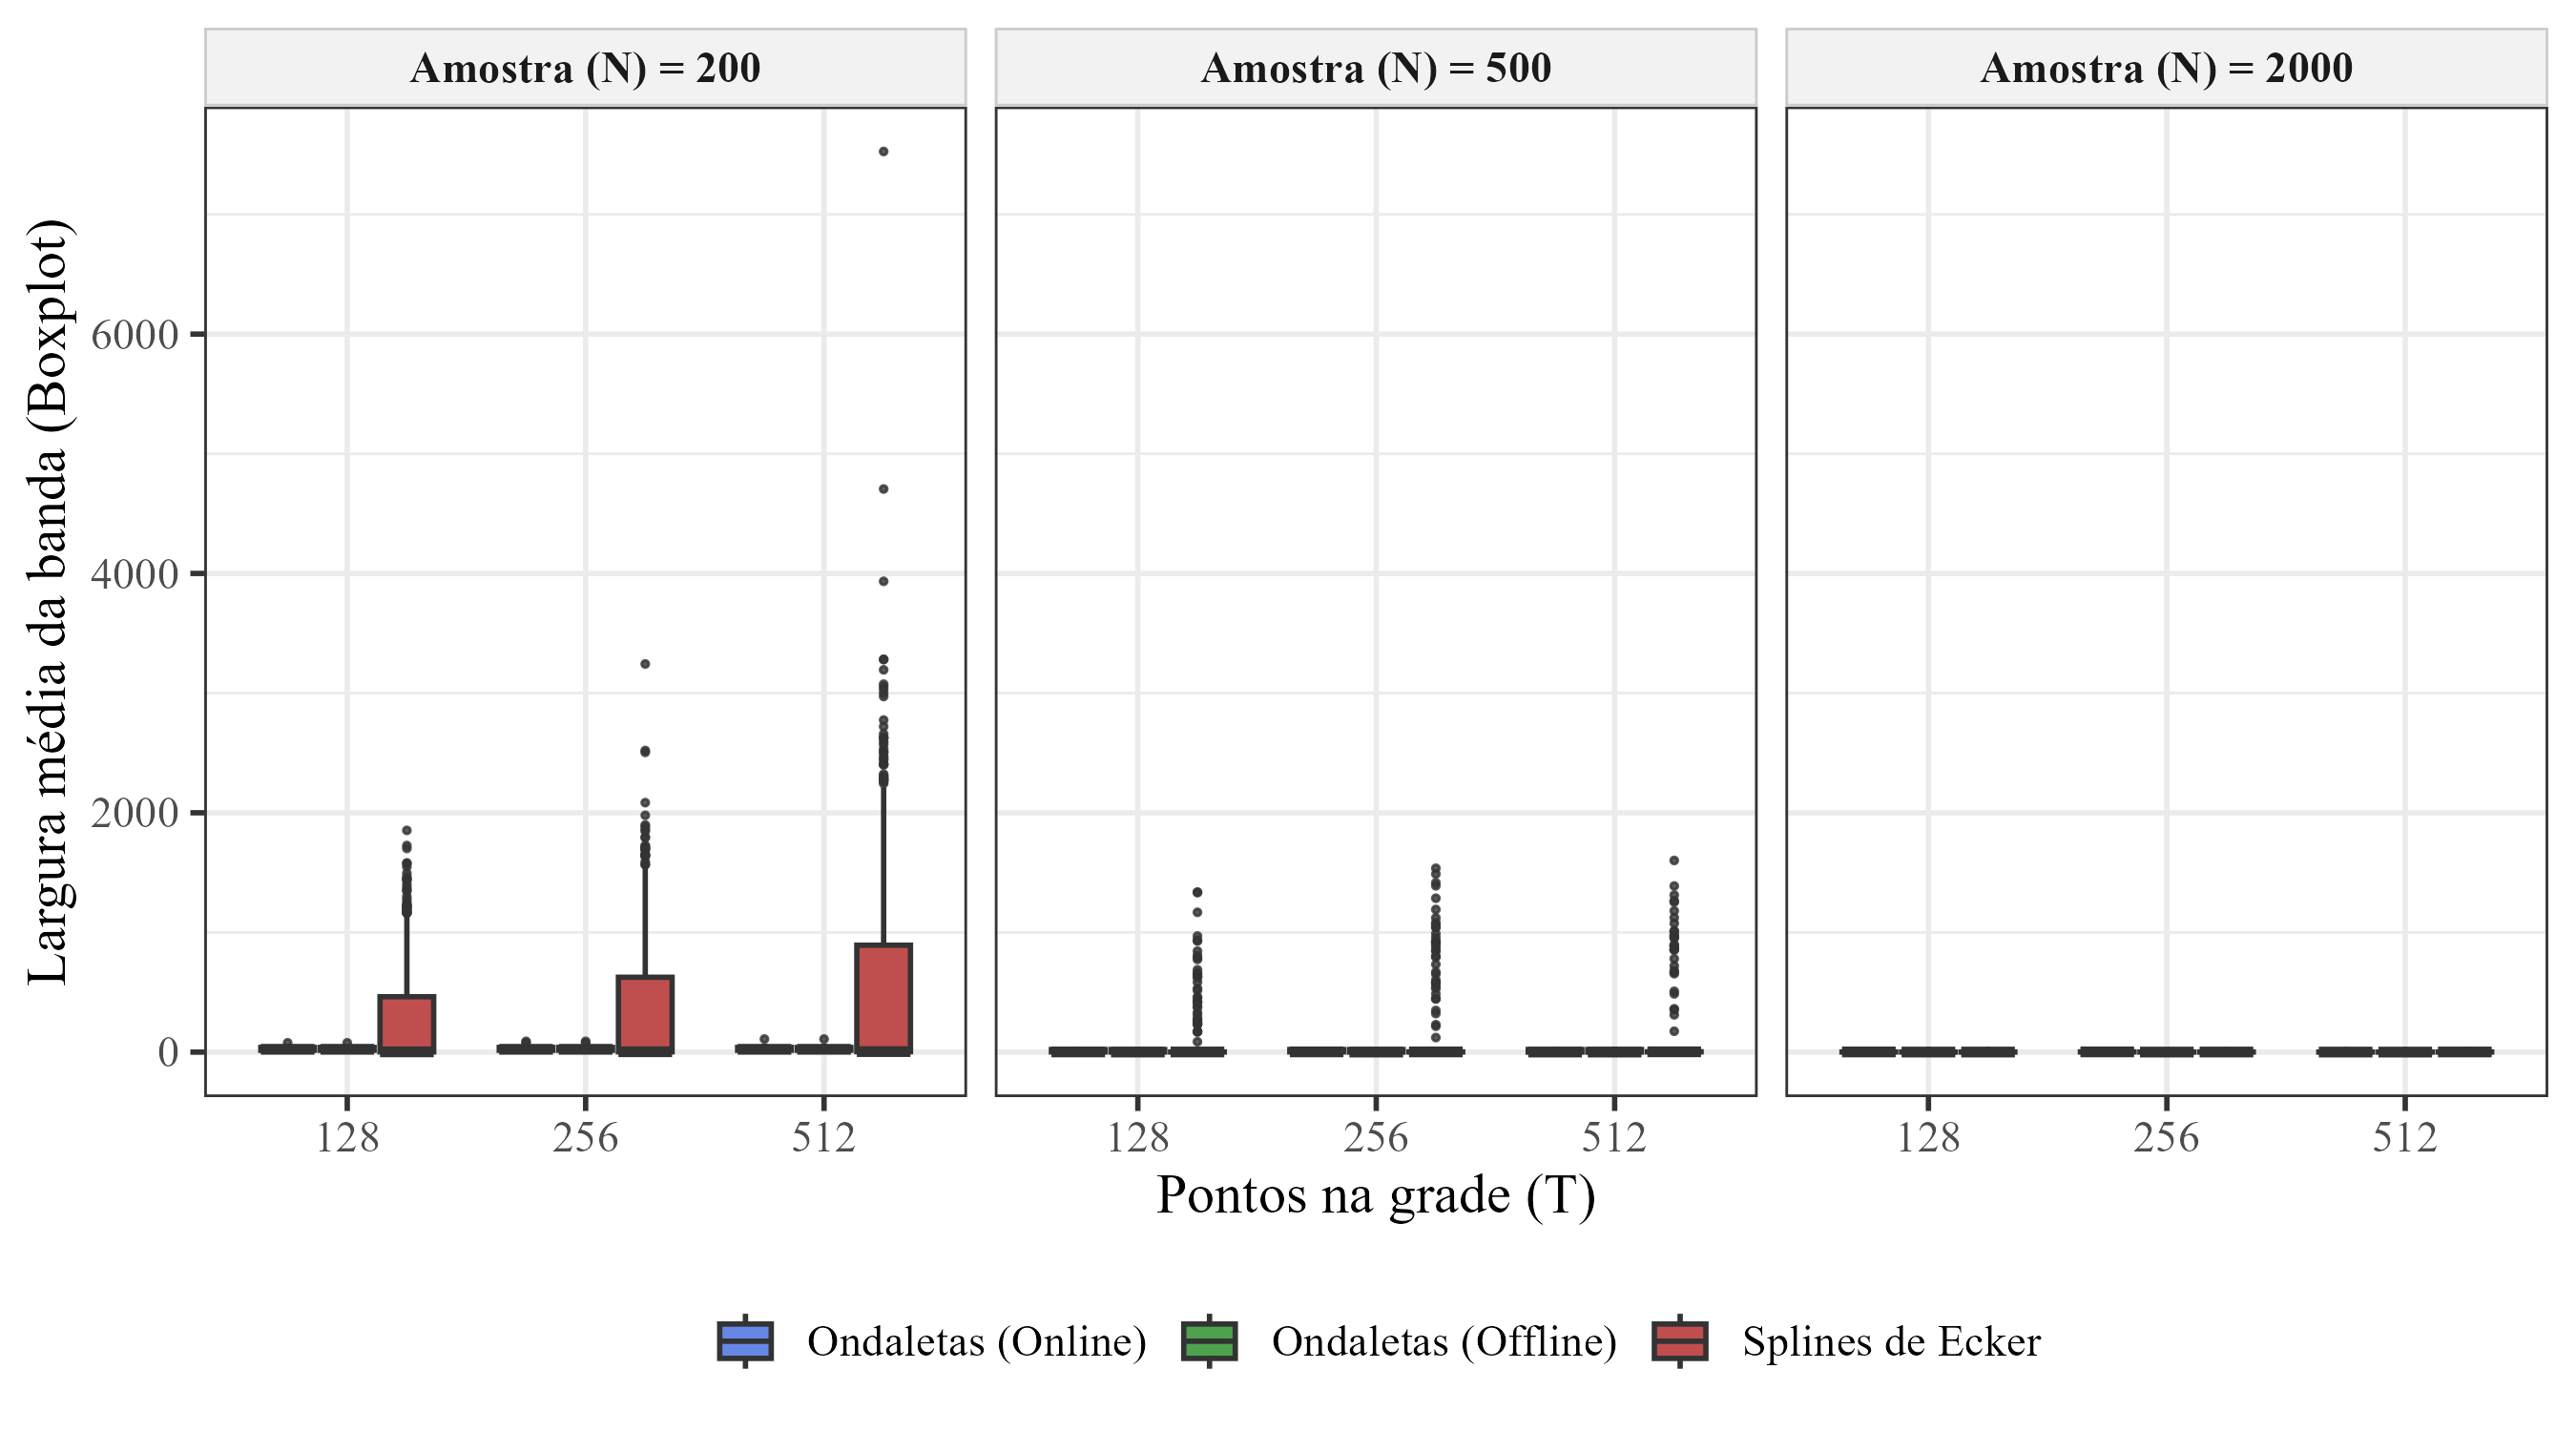 Amostra (N) = 200
Amostra (N) = 500
Amostra (N) = 2000
Largura média da banda (Boxplot)
6000
4000
2000
0
128 256 512
128 256 512
128 256 512
Pontos na grade (T)
Ondaletas (Online) Ondaletas (Offline) Splines de Ecker